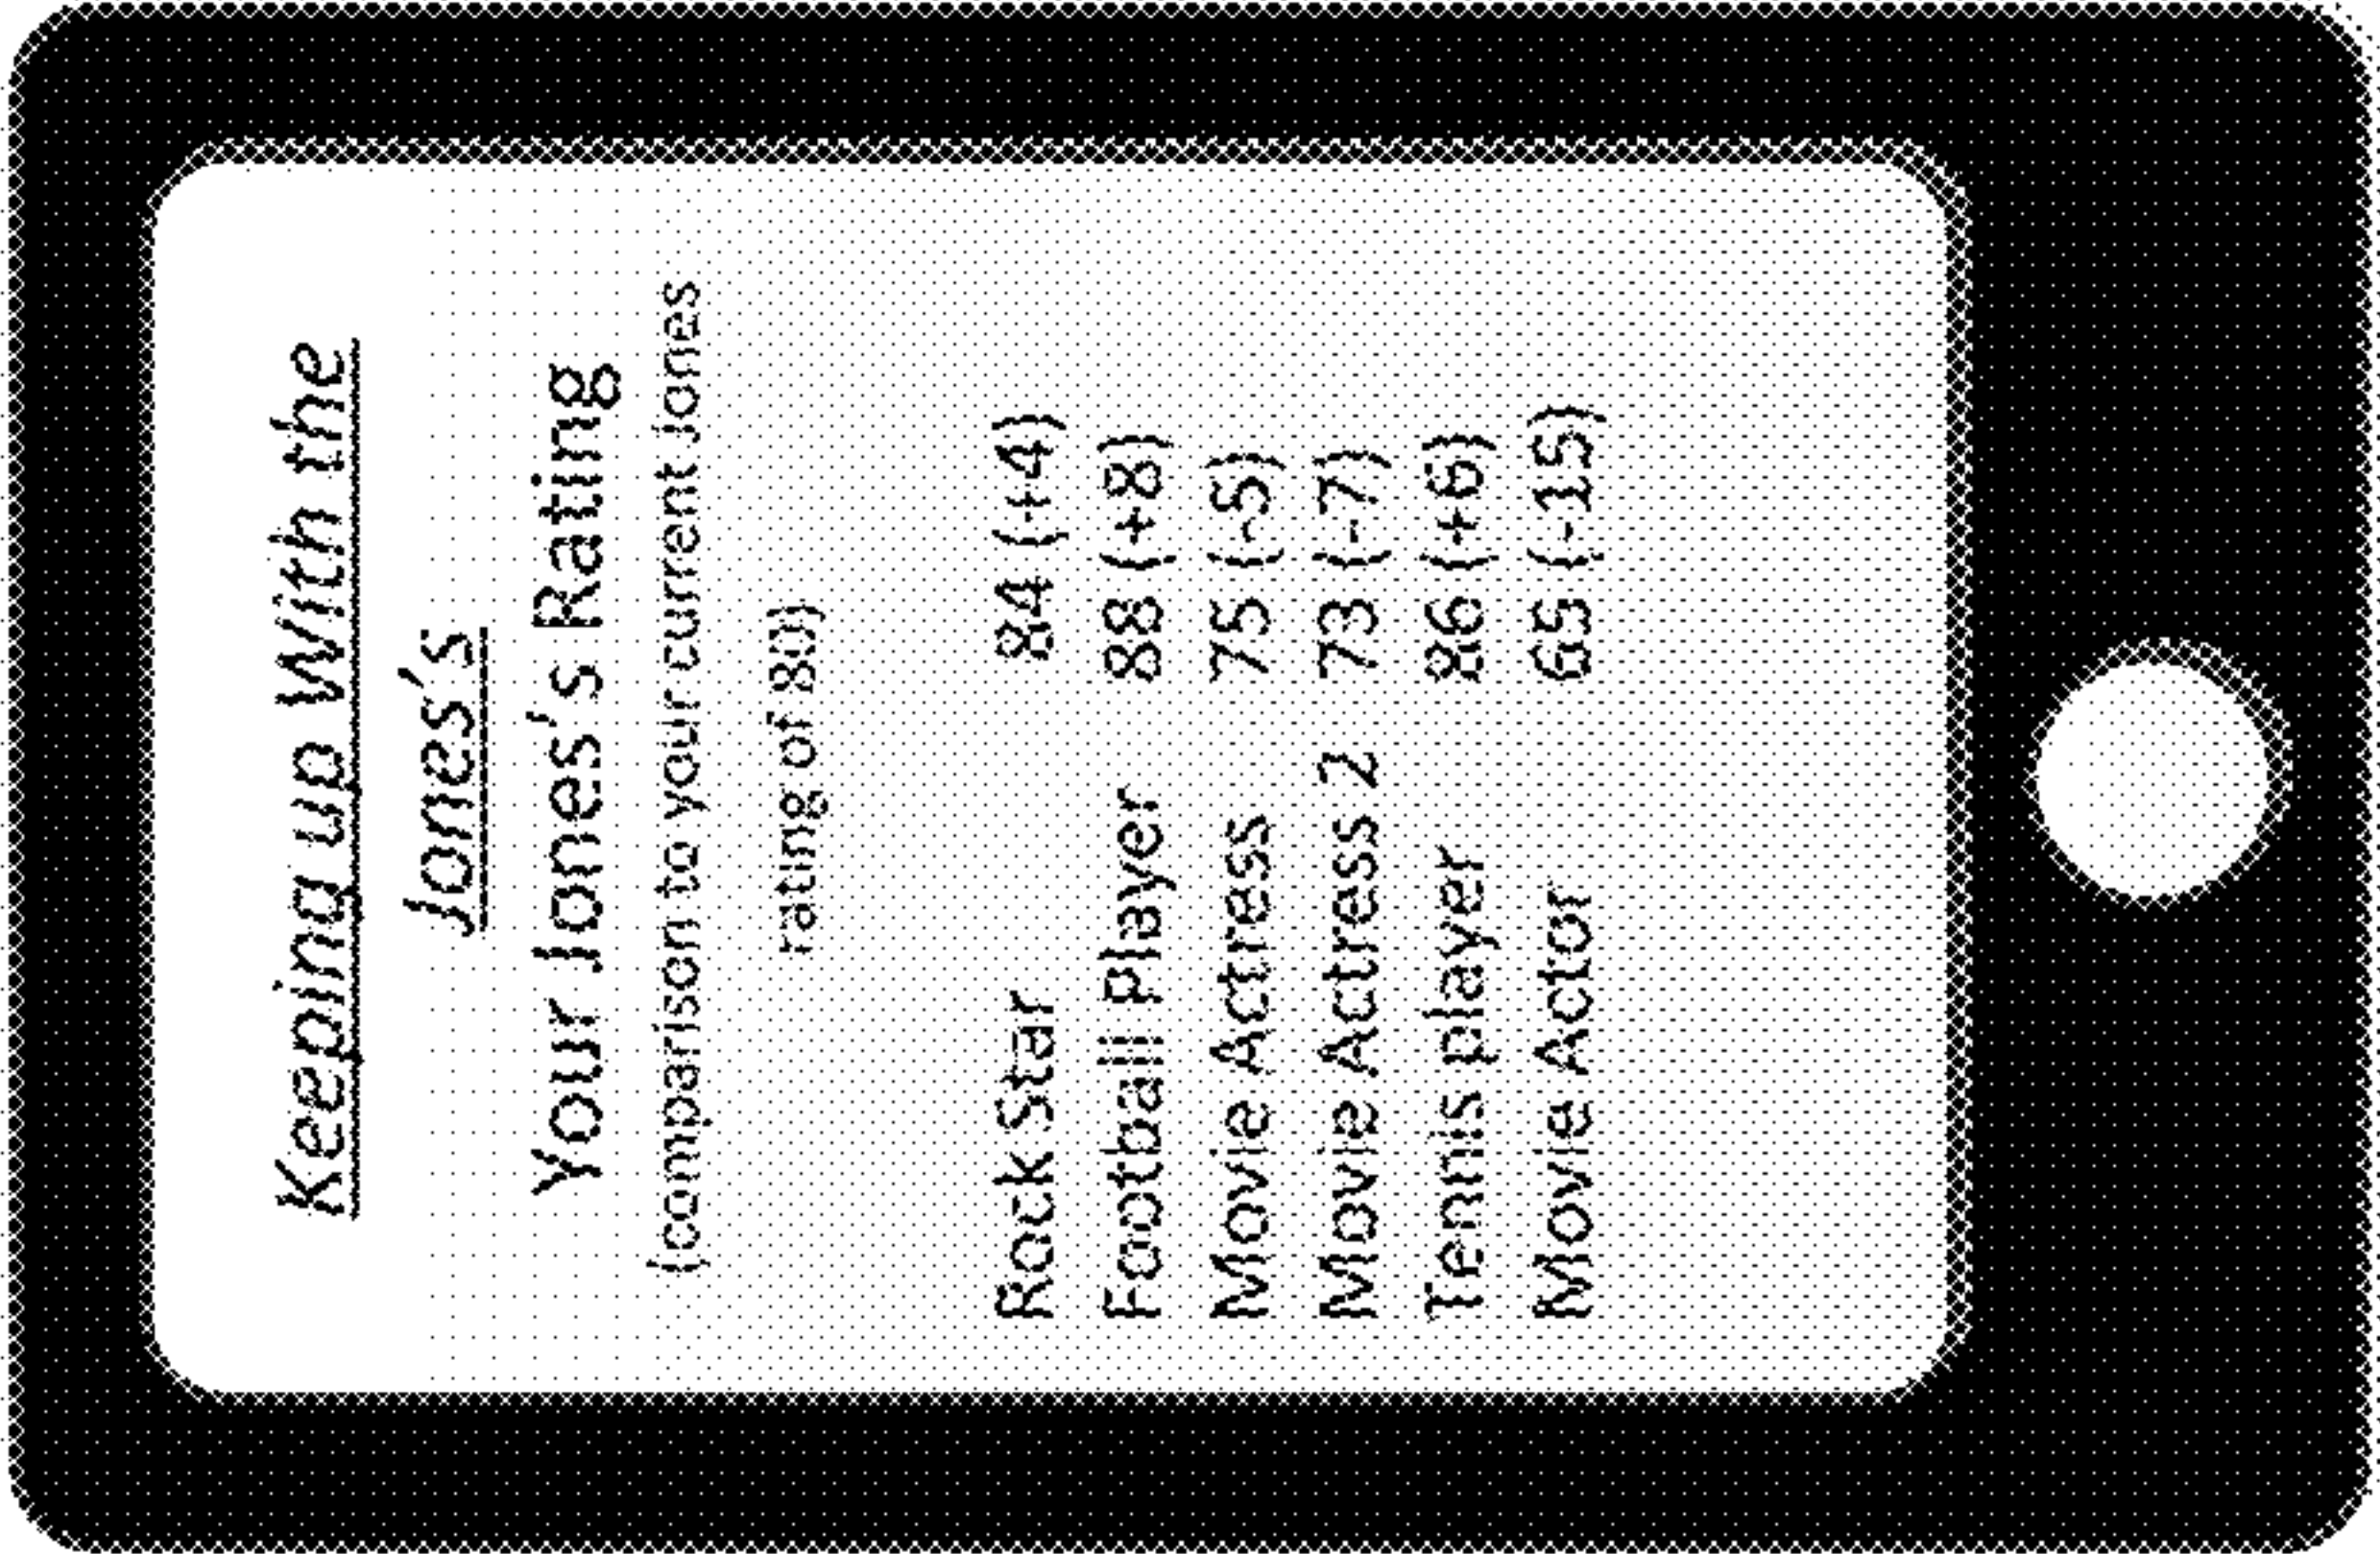 Keeping up With the
Jones's
Your Jones's Rating
(comparison to your current Jones
rating of 80)
Rock Star 84 (+4)
Football Player 88 (+8)
Movie Actress 75 (-5)
Movie Actress 2 73 (-7)
Tennis player 86 (+6)
Movie Actor 65 (-15)